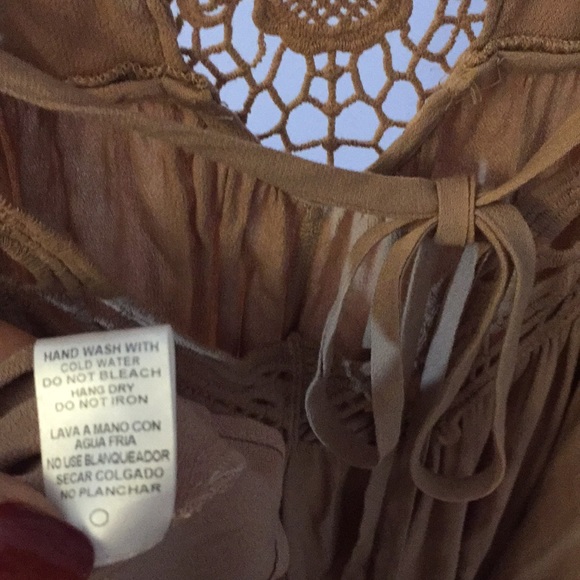 HAND WASH WITH
COLD WATER
DO NOT BLEACH
HANG DRY
DO NOT IRON
LAVA A MANO CON
AGUA FRIA
NO USE BLANQUEADOR
SECAR COLGADO
NO PLANCHAR